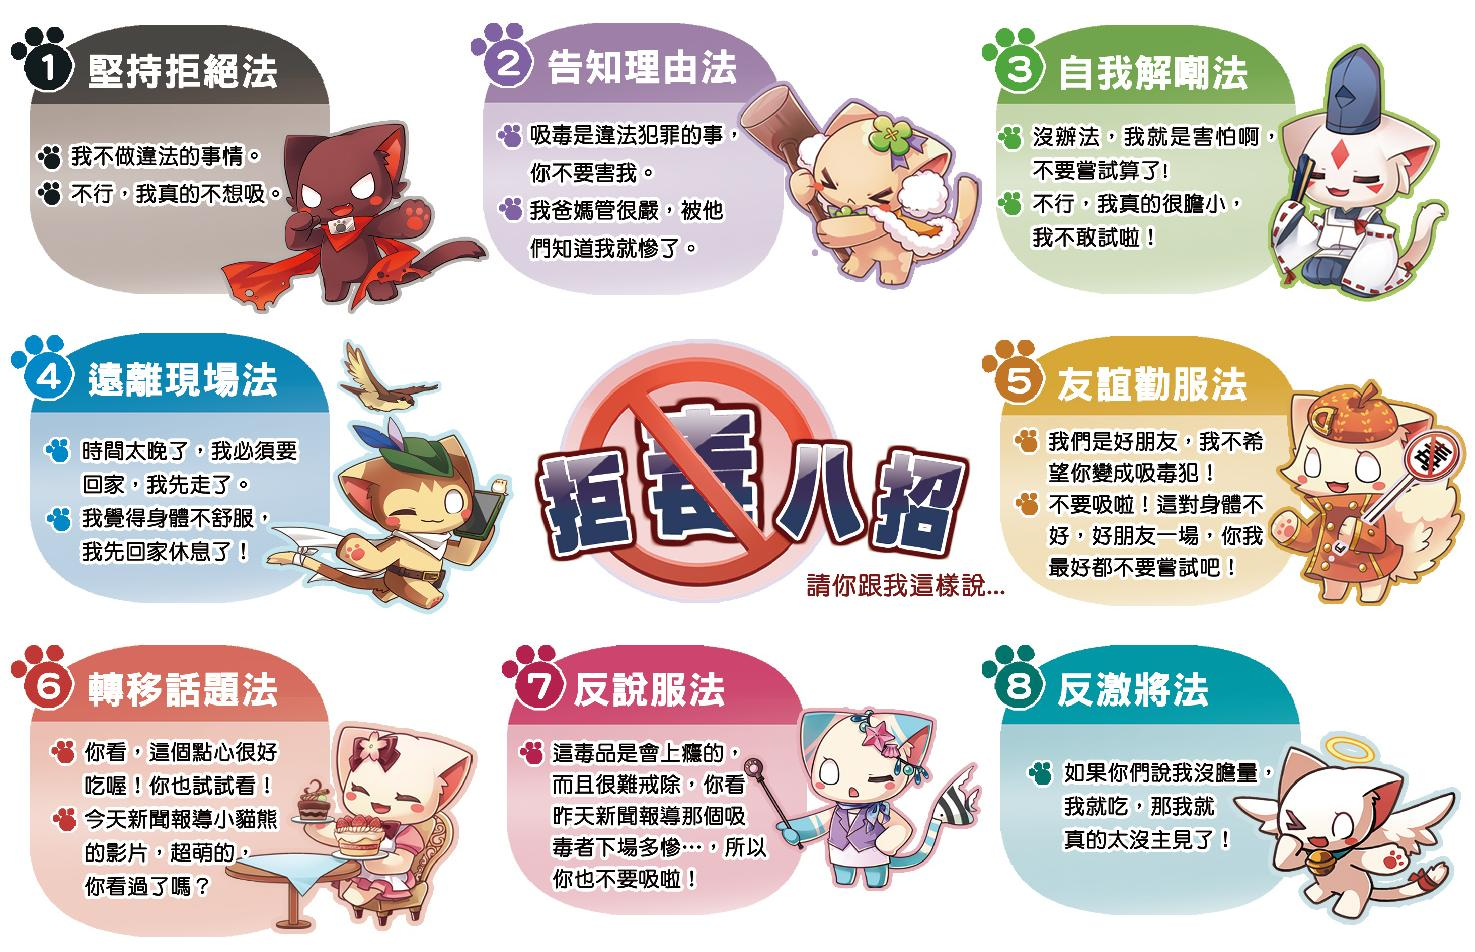 1 堅持拒絕法
我不做違法的事情。
不行，我真的不想吸。
2 告知理由法
吸毒是違法犯罪的事，
你不要害我。
我爸媽管很嚴，被他
們知道我就慘了。
3 自我解嘲法
沒辦法，我就是害怕啊，
不要嘗試算了!
不行，我真的很膽小，
我不敢試啦！
4 遠離現場法
時間太晚了，我必須要
回家，我先走了。
我覺得身體不舒服，
我先回家休息了！
拒毒八招
請你跟我這樣說...
5 友誼勸服法
我們是好朋友，我不希
望你變成吸毒犯！
不要吸啦！這對身體不
好，好朋友一場，你我
最好都不要嘗試吧！
毒
6 轉移話題法
你看，這個點心很好
吃喔！你也試試看！
今天新聞報導小貓熊
的影片，超萌的，
你看過了嗎？
7 反說服法
這毒品是會上癮的，
而且很難戒除，你看
昨天新聞報導那個吸
毒者下場多慘…，所以
你也不要吸啦！
8 反激將法
如果你們說我沒膽量，
我就吃，那我就
真的太沒主見了！